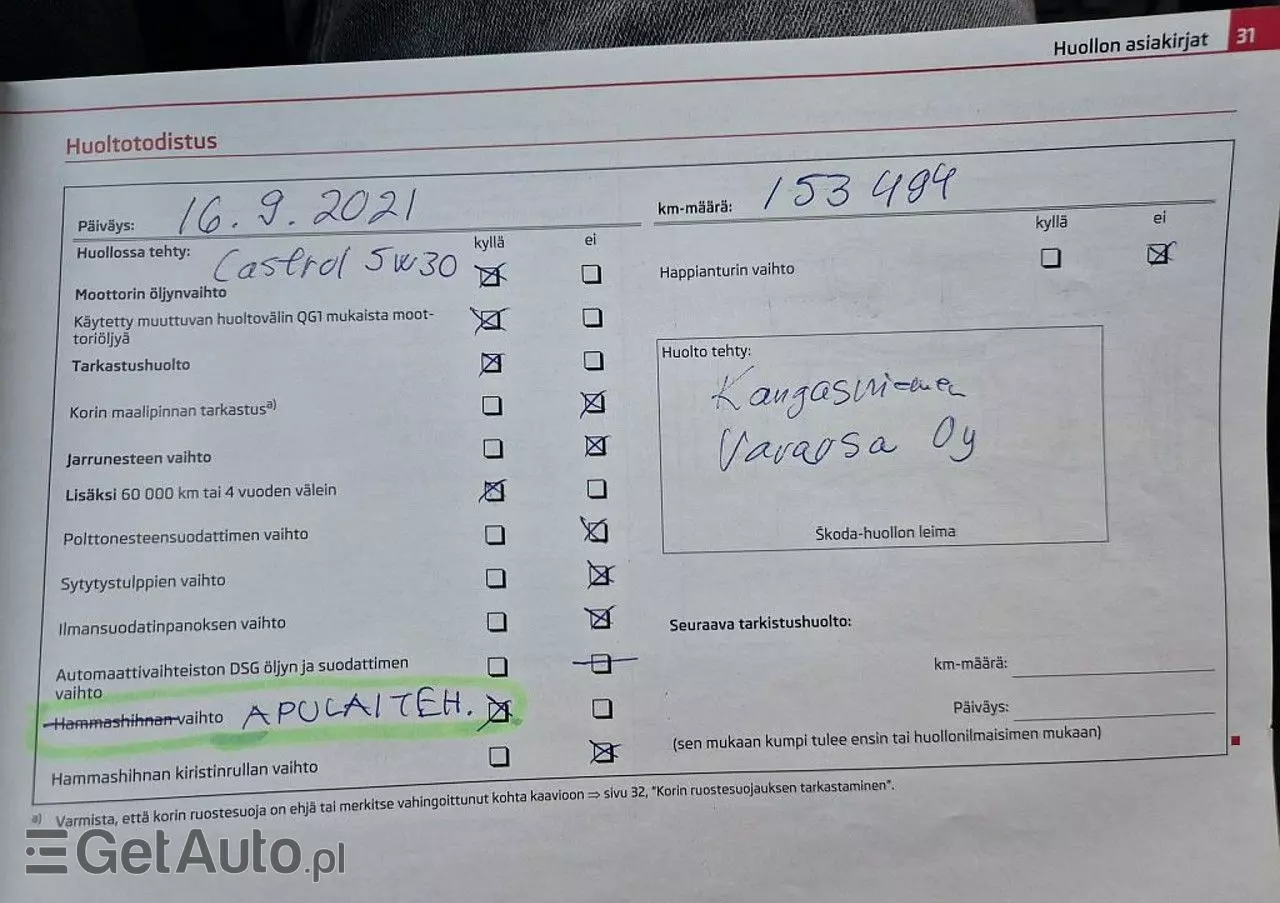 Huollon asiakirjat 31
Huoltotodistus
Päiväys: 16.9.2021
km-määrä: 153 494
Huollossa tehty: Castrol 5w30
kyllä ei
kyllä ei
Moottorin öljynvaihto
Happianturin vaihto
Käytetty muuttuvan huoltovälin QG1 mukaista moot-
toriöljyä
Tarkastushuolto
Korin maalipinnan tarkastusa)
Jarrunesteen vaihto
Lisäksi 60 000 km tai 4 vuoden välein
Polttonesteensuodattimen vaihto
Sytytystulppien vaihto
Ilmansuodatinpanoksen vaihto
Automaattivaihteiston DSG öljyn ja suodattimen
vaihto
Hammashihnan vaihto APULAITEH.
Hammashihnan kiristinrullan vaihto
Huolto tehty:
Varaosa Oy
Škoda-huollon leima
Seuraava tarkistushuolto:
km-määrä:
Päiväys:
(sen mukaan kumpi tulee ensin tai huollonilmaisimen mukaan)
a) Varmista, että korin ruostesuoja on ehjä tai merkitse vahingoittunut kohta kaavioon ⇒ sivu 32, "Korin ruostesuojauksen tarkastaminen".
GetAuto.pl